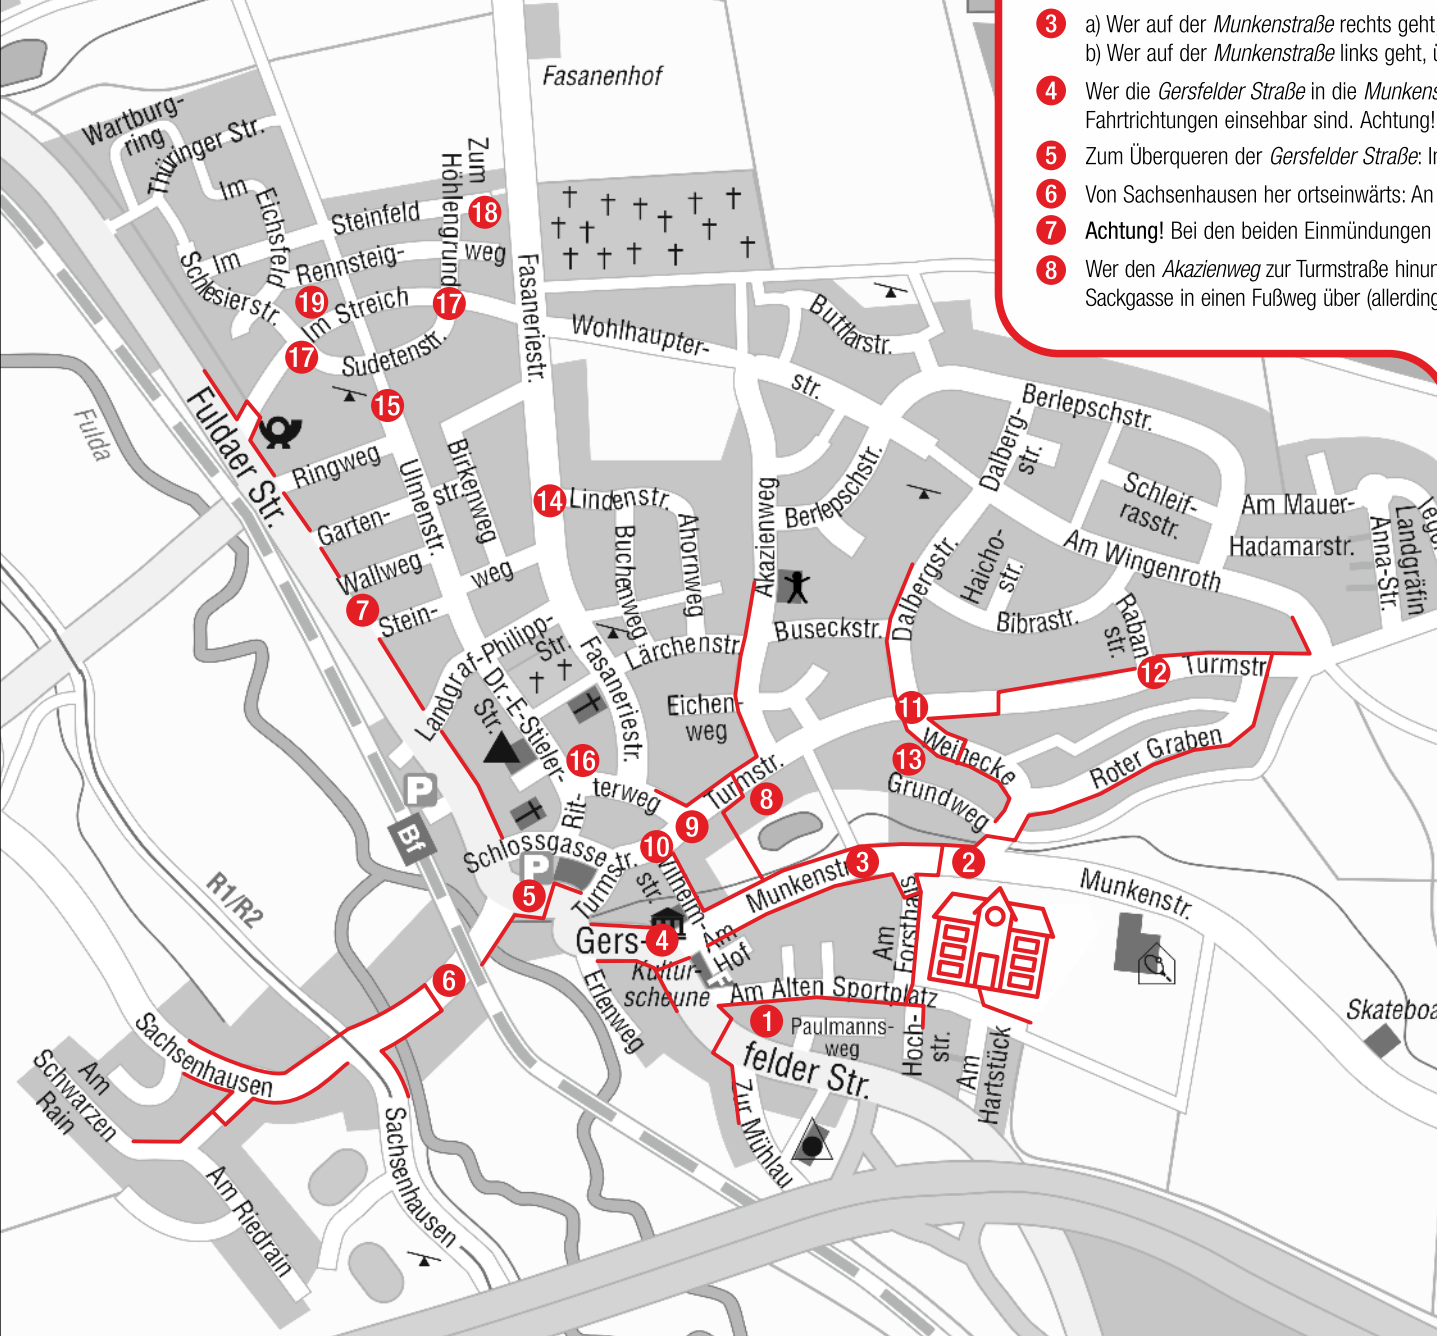 3 a) Wer auf der Munkenstraße rechts geht,
b) Wer auf der Munkenstraße links geht, ü
4 Wer die Gersfelder Straße in die Munkens
Fahrtrichtungen einsehbar sind. Achtung!
5 Zum Überqueren der Gersfelder Straße: I
6 Von Sachsenhausen her ortseinwärts: An
7 Achtung! Bei den beiden Einmündungen
8 Wer den Akazienweg zur Turmstraße hinun
Sackgasse in einen Fußweg über (allerding
Fasanenhof
Wartburg-
ring
Thüringer Str.
Im
Eichsfeld
Zum
Höhlengrund
Steinfeld
18
Im
Rennsteig-
weg
Schlesierstr.
19
Im Streich
17
17
Sudetenstr.
15
Fasaneriestr.
Wohlhaupter-
str.
Buttlarstr.
Berlepschstr.
Dalberg-
str.
Schleif-
rasstr.
Am Mauer-
Hadamarstr.
Anna-Str.
Landgräfin
Fulda
Fuldaer Str.
Ringweg
Garten-
str.
Ulmenstr.
Birkenweg
Wallweg
7
Stein-
weg
14
Lindenstr.
Buchenweg
Ahornweg
Akazienweg
Berlepschstr.
Dalbergstr.
Haicho-
str.
Am Wingenroth
Bibrastr.
Raban
str.
12
Turmstr
Buseckstr.
Landgraf-Philipp-
Str.
Fasaneriestr.
Lärchenstr.
Eichen-
weg
Dr.-E-Stieler-
Str.
11
Weihecke
13
Grundweg
Roter Graben
16
Rit-
terweg
Turmstr.
8
9
10
P
Bf
Schlossgasse
P
5
Turmstr.
Wilhelm-
str.
Munkenstr.
3
2
Munkenstr.
R1/R2
Gers-
4
Am
Hof
Kultur-
scheune
Am
Forsthaus
Erlenweg
6
Am Alten Sportplatz
1
Paulmanns-
weg
felder Str.
Hoch-
str.
Am
Hartstück
Skateboa
Sachsenhausen
Am
Schwarzen
Rain
Am Riedrain
Sachsenhausen
Zur Mühlau